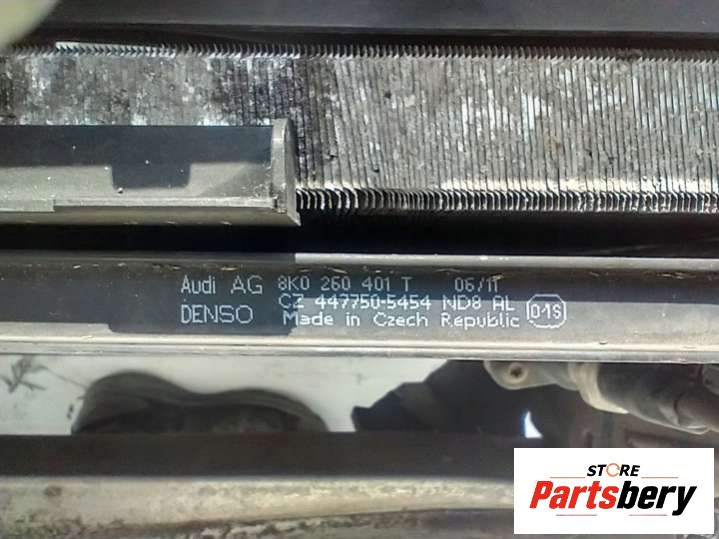 Audi AG 8K0 260 401 T 06/11
CZ 447750-5454 ND8 AL
DENSO Made in Czech Republic 01S
STORE
Partsbery